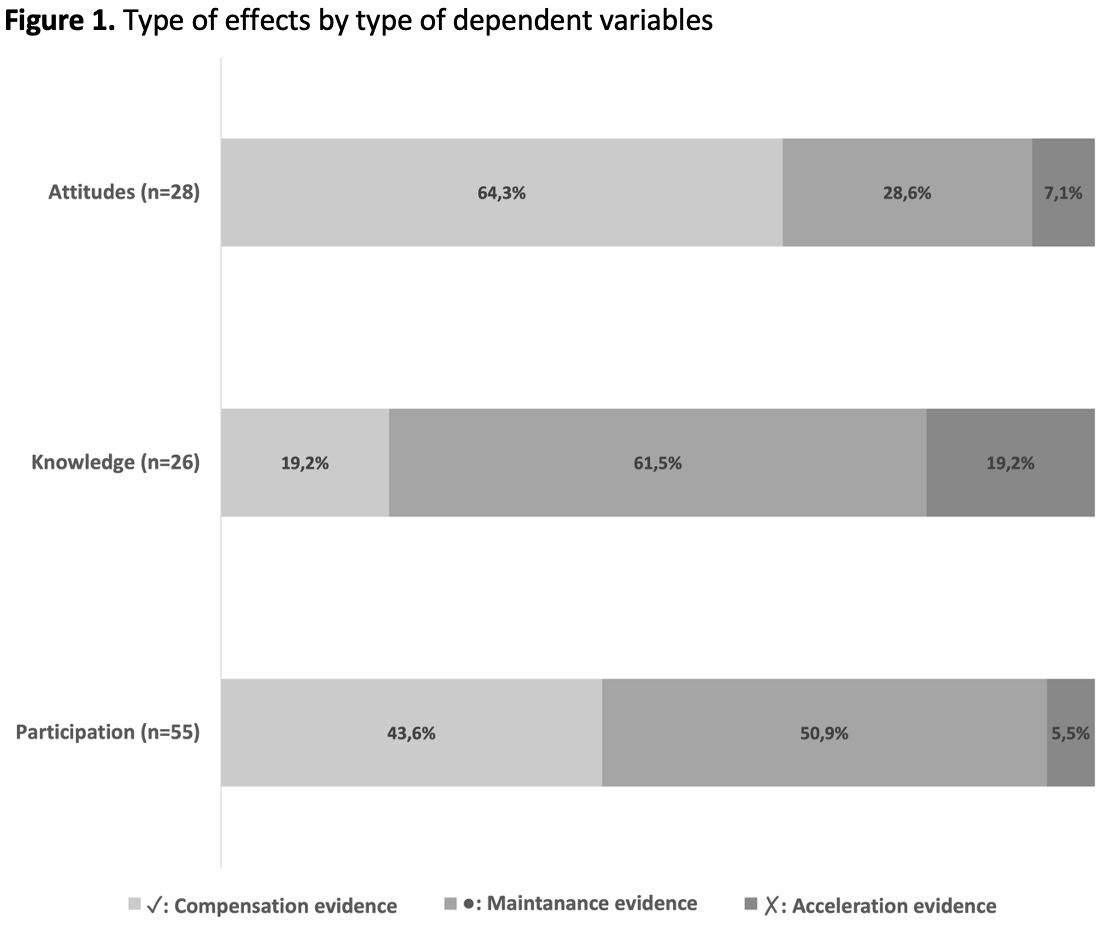 Figure 1. Type of effects by type of dependent variables
Attitudes (n=28)
64,3%
28,6%
7,1%
Knowledge (n=26)
19,2%
61,5%
19,2%
Participation (n=55)
43,6%
50,9%
5,5%
✓: Compensation evidence
●: Maintanance evidence
✗: Acceleration evidence